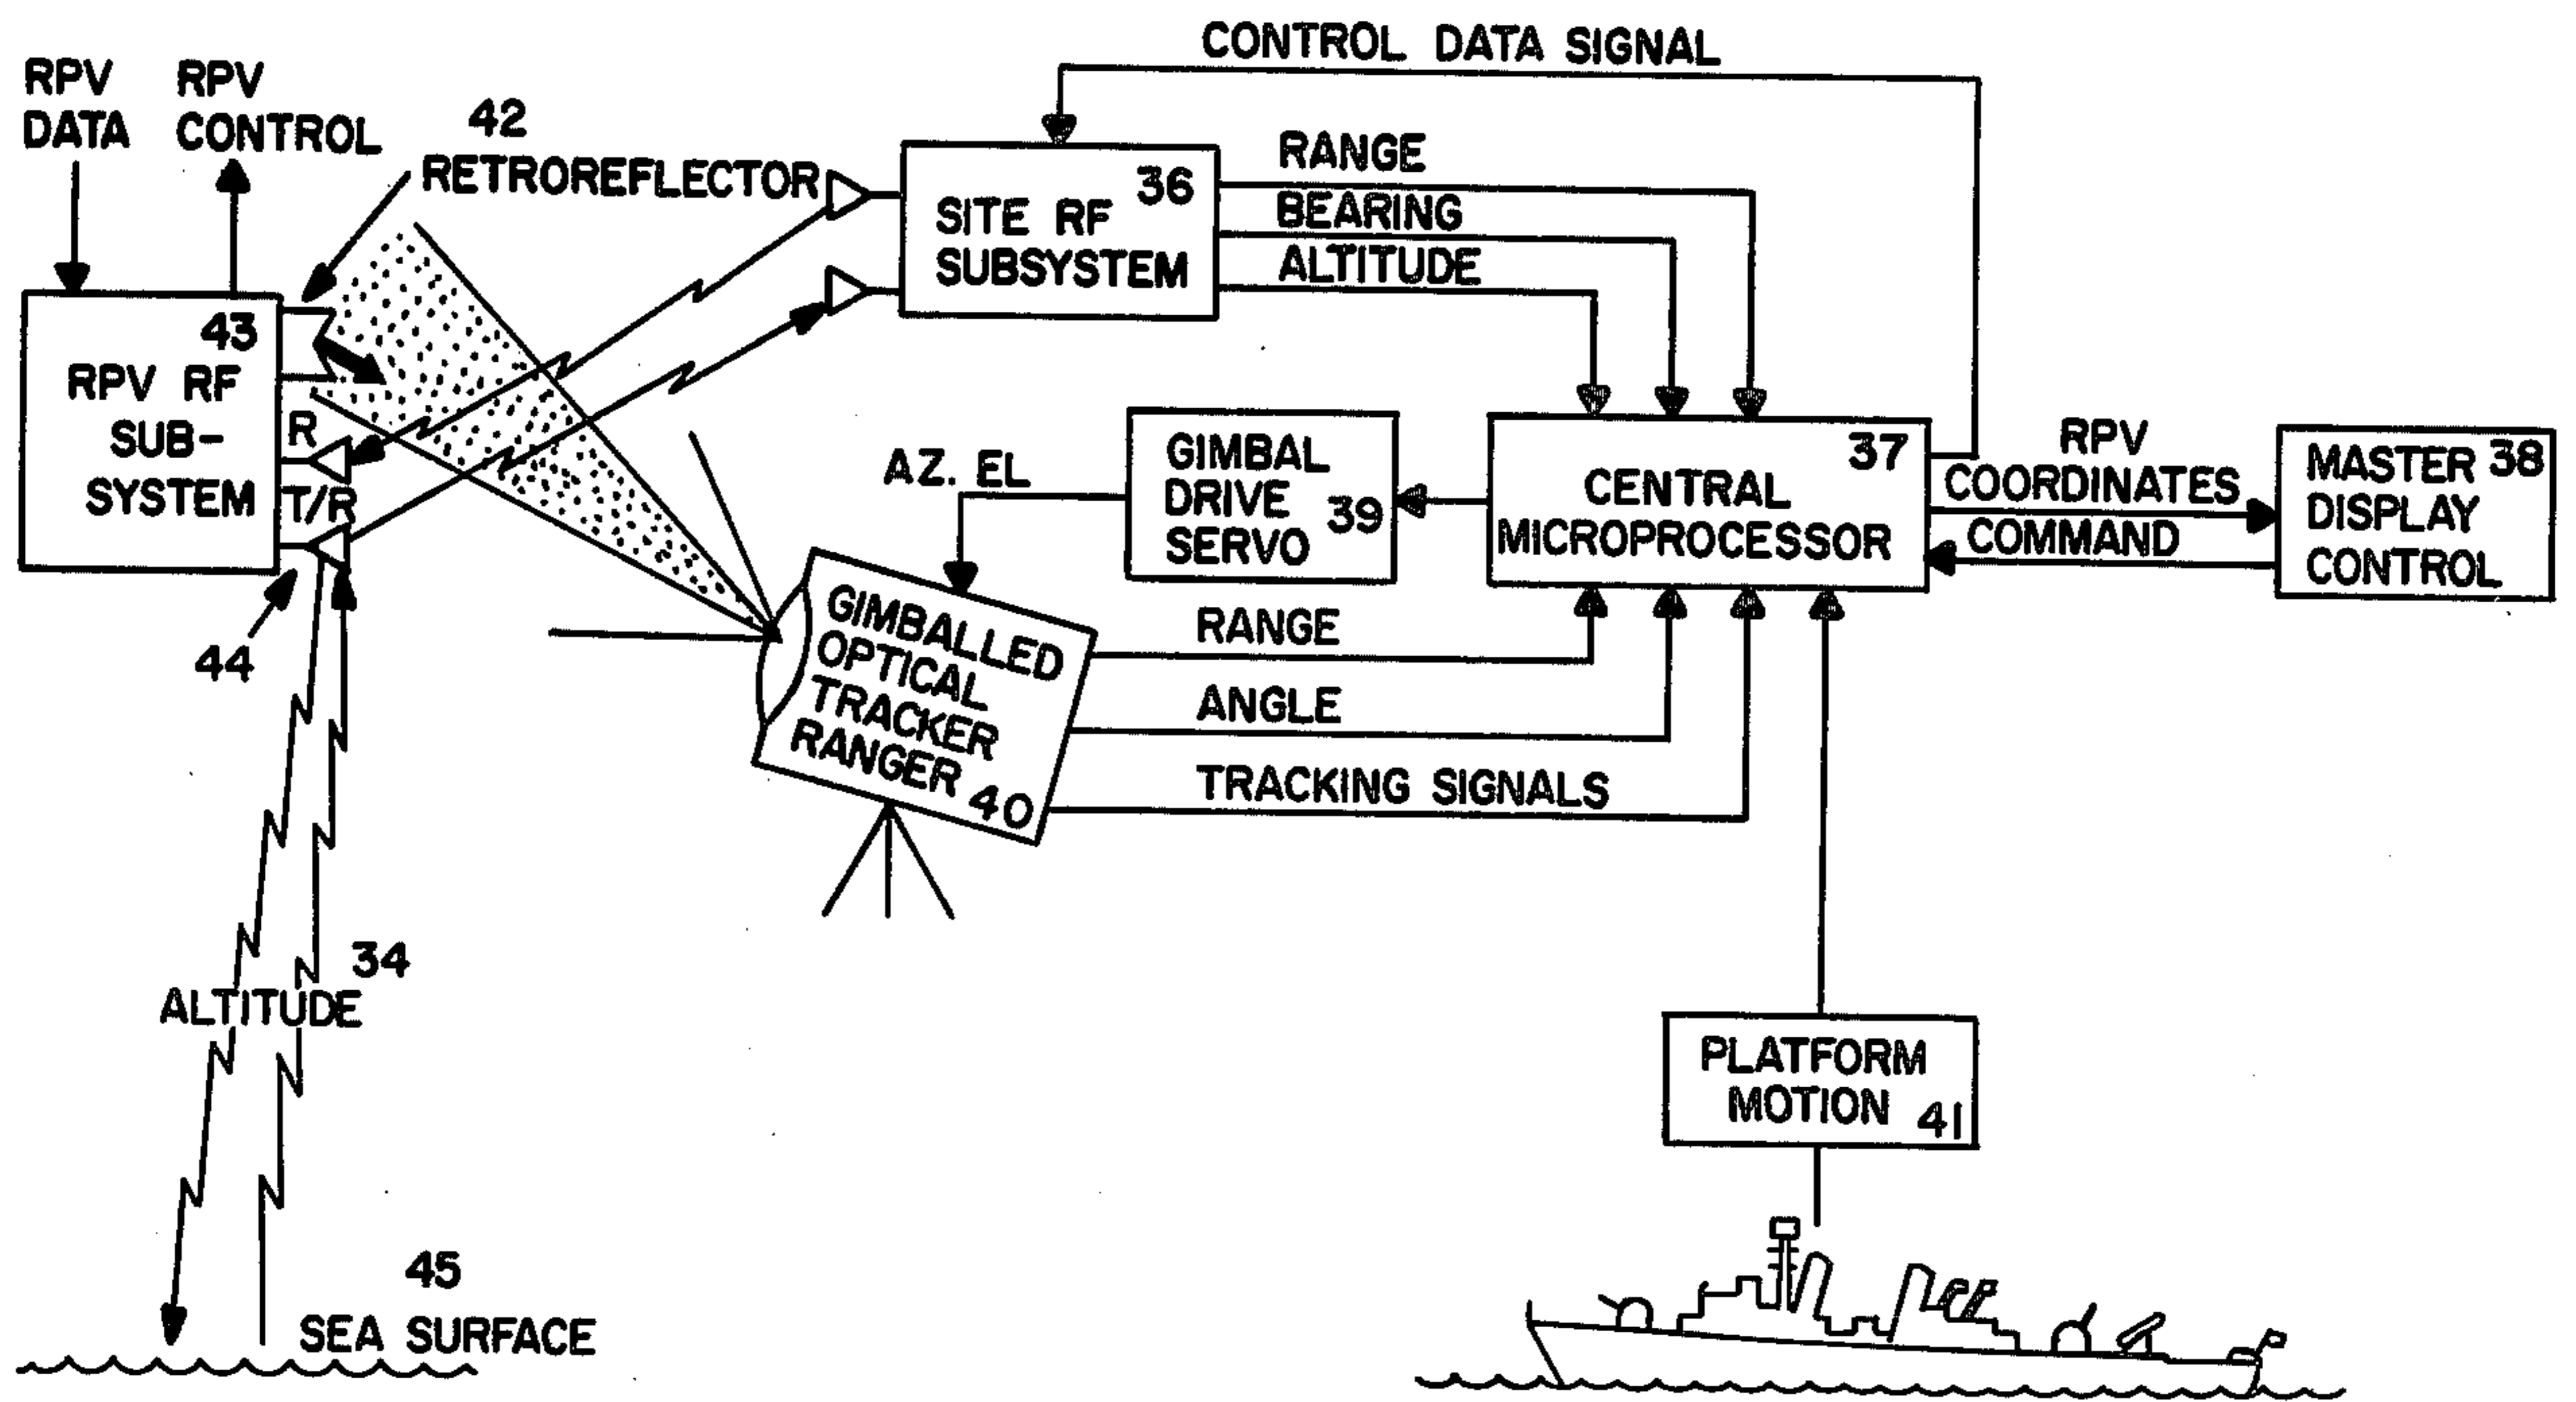 CONTROL DATA SIGNAL
RPV
DATA
RPV
CONTROL
42
RETROREFLECTOR
36
SITE RF
SUBSYSTEM
RANGE
BEARING
ALTITUDE
43
RPV RF
SUB-
SYSTEM
R
T/R
44
AZ. EL
GIMBAL
DRIVE
SERVO 39
37
CENTRAL
MICROPROCESSOR
RPV
COORDINATES
COMMAND
MASTER 38
DISPLAY
CONTROL
GIMBALLED
OPTICAL
TRACKER
RANGER 40
RANGE
ANGLE
TRACKING SIGNALS
34
ALTITUDE
PLATFORM
MOTION 41
45
SEA SURFACE